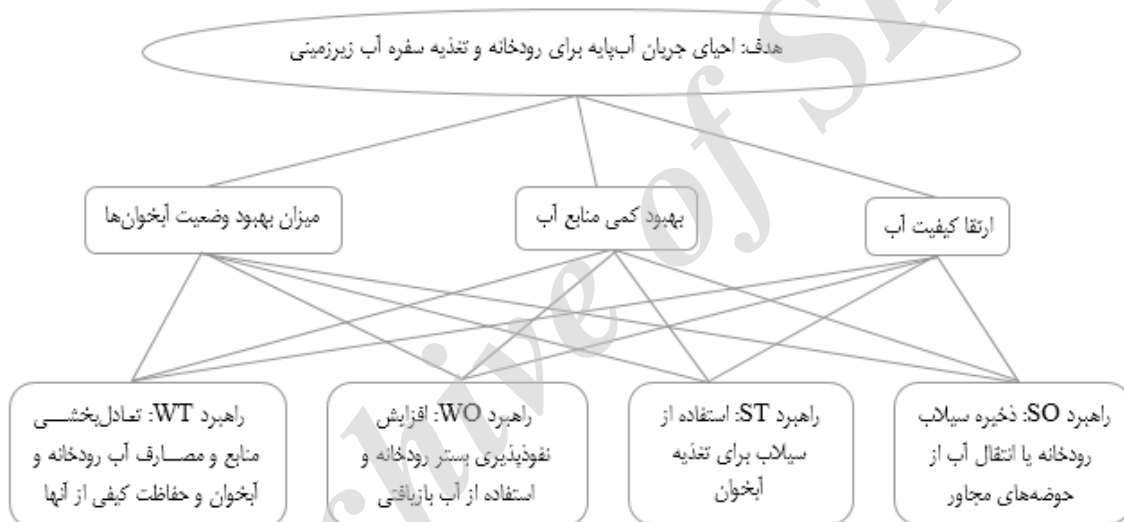 هدف: احیای جریان آب‌پایه برای رودخانه و تغذیه سفره آب زیرزمینی
ارتقا کیفیت آب
بهبود کمی منابع آب
میزان بهبود وضعیت آبخوان‌ها
راهبرد SO: ذخیره سیلاب
رودخانه یا انتقال آب از
حوضه‌های مجاور
راهبرد ST: استفاده از
سیلاب برای تغذیه
آبخوان
راهبرد WO: افزایش
نفوذپذیری بستر رودخانه و
استفاده از آب بازیافتی
راهبرد WT: تعادل‌بخشی
منابع و مصارف آب رودخانه و
آبخوان و حفاظت کیفی از آنها